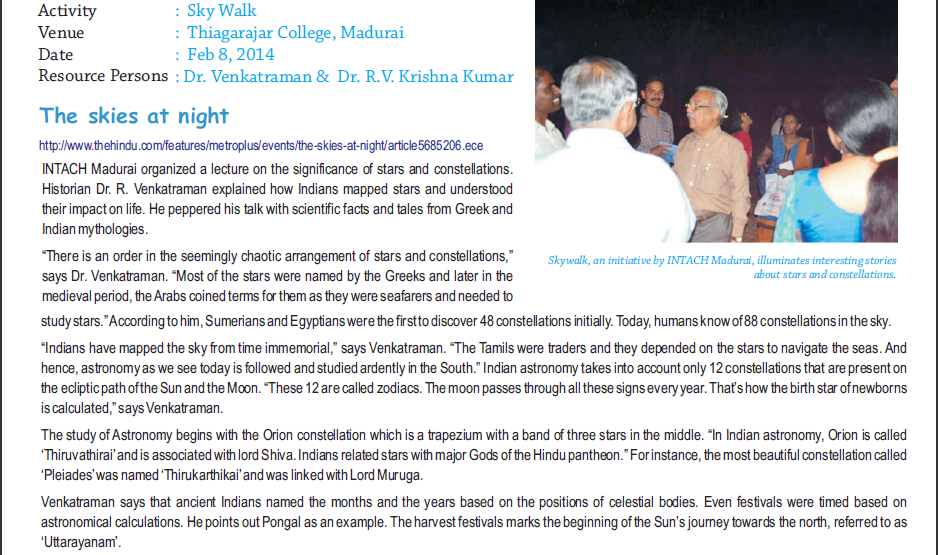 Activity : Sky Walk
Venue : Thiagarajar College, Madurai
Date : Feb 8, 2014
Resource Persons : Dr. Venkatraman & Dr. R.V. Krishna Kumar
The skies at night
http://www.thehindu.com/features/metroplus/events/the-skies-at-night/article5685206.ece
INTACH Madurai organized a lecture on the significance of stars and constellations.
Historian Dr. R. Venkatraman explained how Indians mapped stars and understood
their impact on life. He peppered his talk with scientific facts and tales from Greek and
Indian mythologies.
“There is an order in the seemingly chaotic arrangement of stars and constellations,”
says Dr. Venkatraman. “Most of the stars were named by the Greeks and later in the
medieval period, the Arabs coined terms for them as they were seafarers and needed to
study stars.” According to him, Sumerians and Egyptians were the first to discover 48 constellations initially. Today, humans know of 88 constellations in the sky.
Skywalk, an initiative by INTACH Madurai, illuminates interesting stories
about stars and constellations.
“Indians have mapped the sky from time immemorial,” says Venkatraman. “The Tamils were traders and they depended on the stars to navigate the seas. And
hence, astronomy as we see today is followed and studied ardently in the South.” Indian astronomy takes into account only 12 constellations that are present on
the ecliptic path of the Sun and the Moon. “These 12 are called zodiacs. The moon passes through all these signs every year. That’s how the birth star of newborns
is calculated,” says Venkatraman.
The study of Astronomy begins with the Orion constellation which is a trapezium with a band of three stars in the middle. “In Indian astronomy, Orion is called
‘Thiruvathirai’ and is associated with lord Shiva. Indians related stars with major Gods of the Hindu pantheon.” For instance, the most beautiful constellation called
‘Pleiades’ was named ‘Thirukarthikai’ and was linked with Lord Muruga.
Venkatraman says that ancient Indians named the months and the years based on the positions of celestial bodies. Even festivals were timed based on
astronomical calculations. He points out Pongal as an example. The harvest festivals marks the beginning of the Sun’s journey towards the north, referred to as
‘Uttarayanam’.